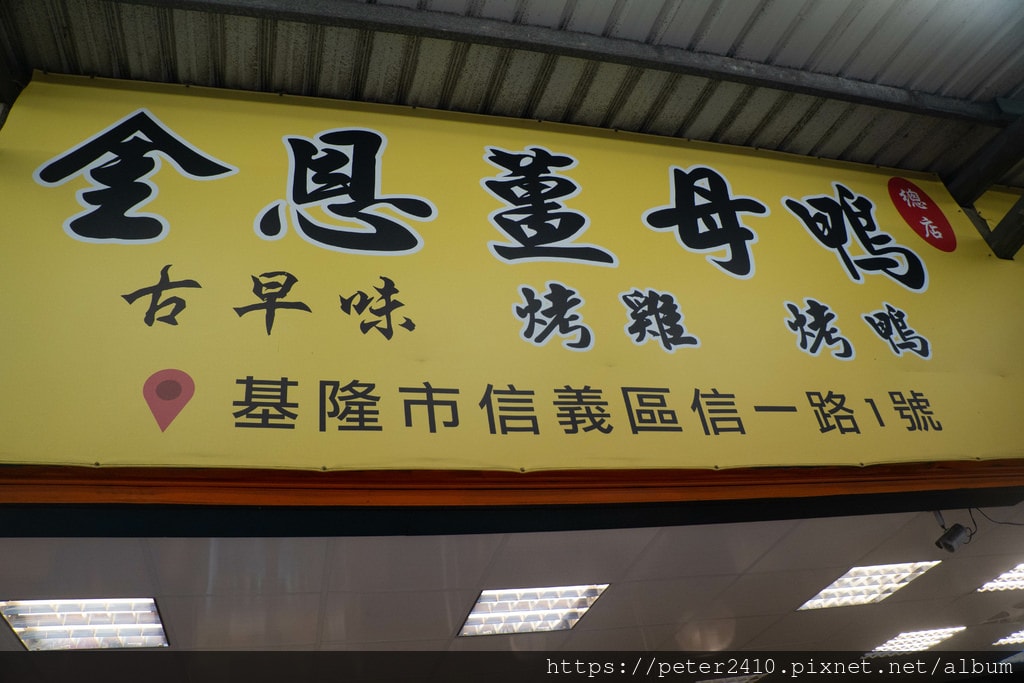 全恩薑母鴨 總店
古早味 烤雞 烤鴨
基隆市信義區信一路1號
https://peter2410.pixnet.net/album